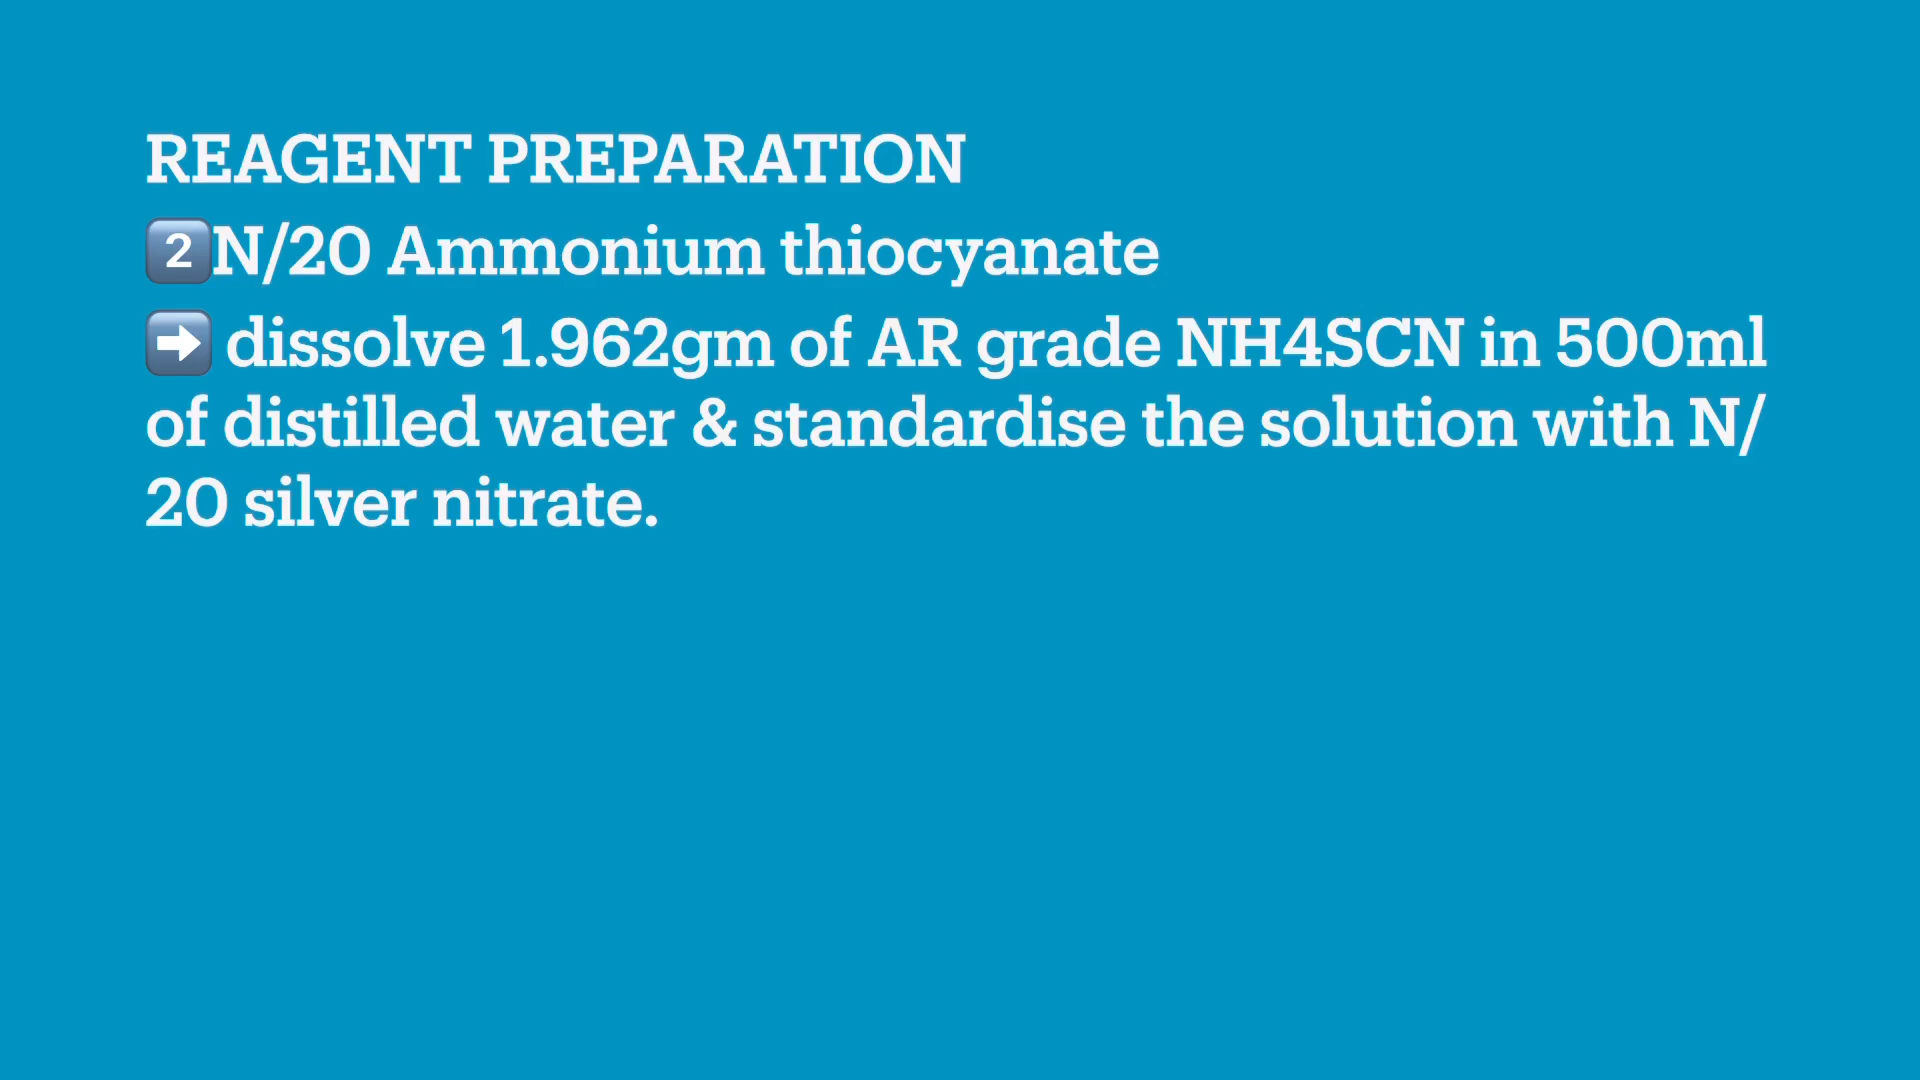 REAGENT PREPARATION
2️⃣N/20 Ammonium thiocyanate
➡️ dissolve 1.962gm of AR grade NH4SCN in 500ml
of distilled water & standardise the solution with N/
20 silver nitrate.